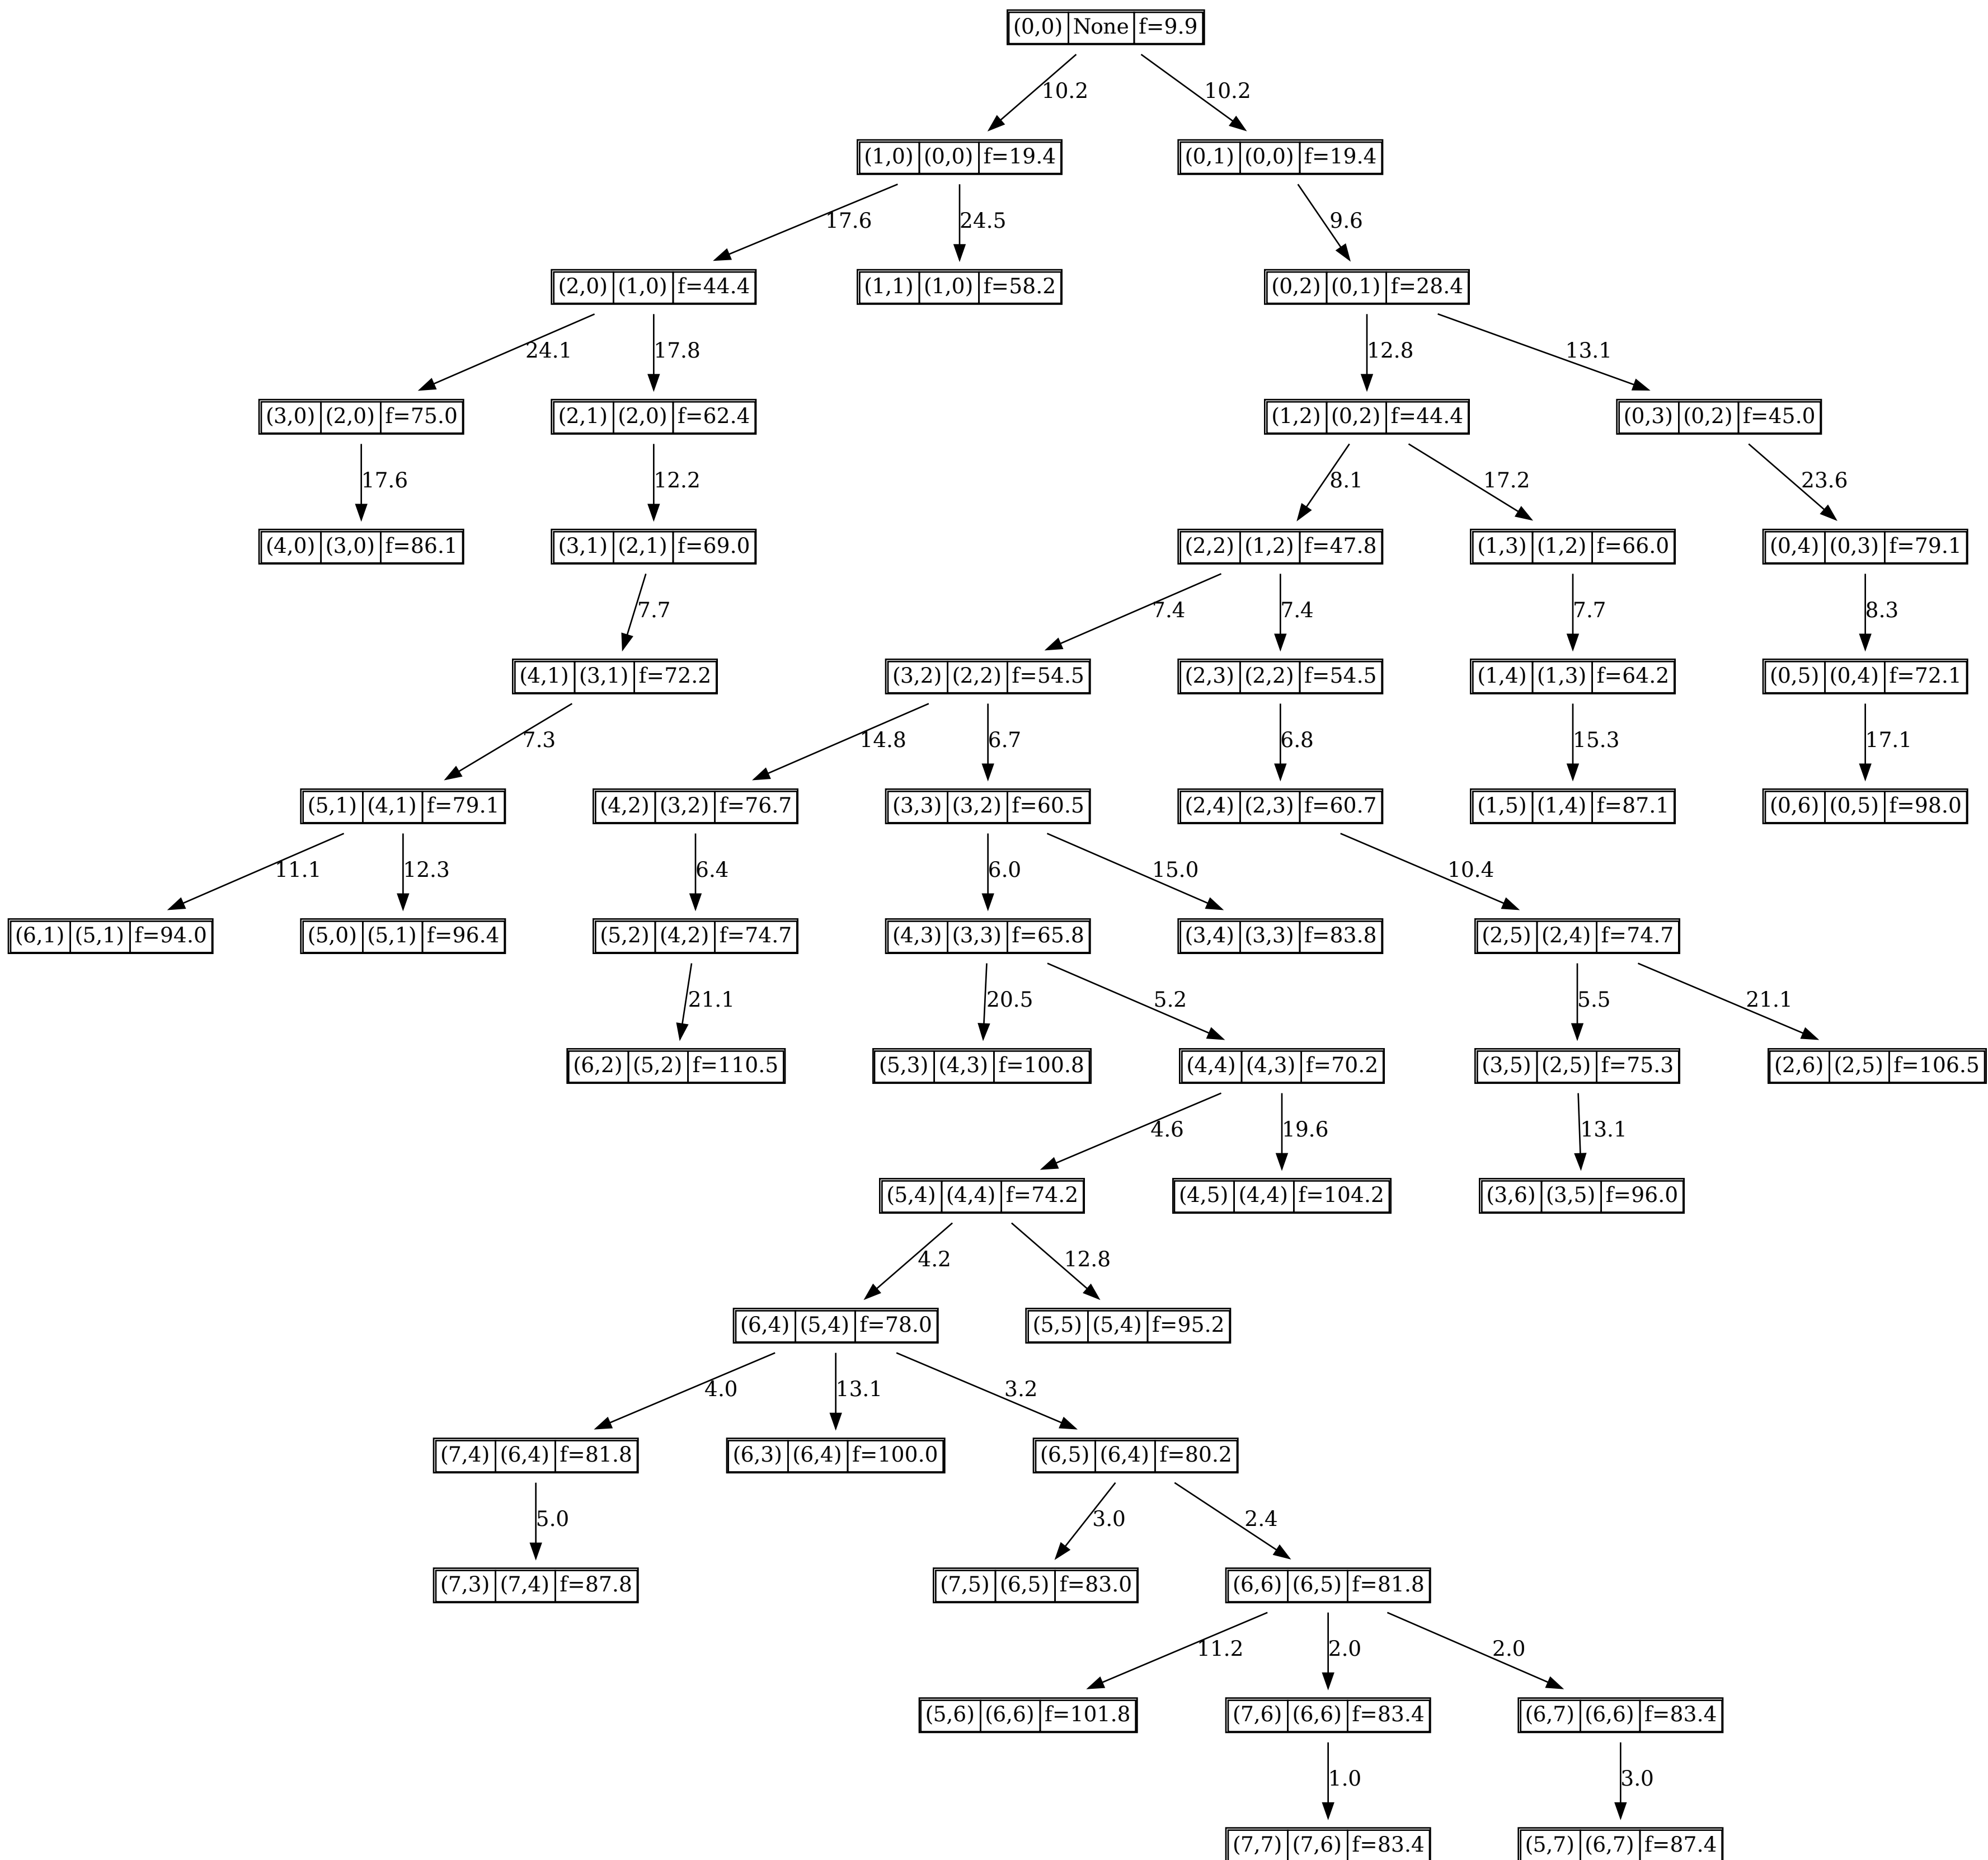 (0,0) None f=9.9
10.2 10.2
(1,0) (0,0) f=19.4 (0,1) (0,0) f=19.4
17.6 24.5 9.6
(2,0) (1,0) f=44.4 (1,1) (1,0) f=58.2 (0,2) (0,1) f=28.4
24.1 17.8 12.8 13.1
(3,0) (2,0) f=75.0 (2,1) (2,0) f=62.4 (1,2) (0,2) f=44.4 (0,3) (0,2) f=45.0
17.6 12.2 8.1 17.2 23.6
(4,0) (3,0) f=86.1 (3,1) (2,1) f=69.0 (2,2) (1,2) f=47.8 (1,3) (1,2) f=66.0 (0,4) (0,3) f=79.1
7.7 7.4 7.4 7.7 8.3
(4,1) (3,1) f=72.2 (3,2) (2,2) f=54.5 (2,3) (2,2) f=54.5 (1,4) (1,3) f=64.2 (0,5) (0,4) f=72.1
7.3 14.8 6.7 6.8 15.3 17.1
(5,1) (4,1) f=79.1 (4,2) (3,2) f=76.7 (3,3) (3,2) f=60.5 (2,4) (2,3) f=60.7 (1,5) (1,4) f=87.1 (0,6) (0,5) f=98.0
11.1 12.3 6.4 6.0 15.0 10.4
(6,1) (5,1) f=94.0 (5,0) (5,1) f=96.4 (5,2) (4,2) f=74.7 (4,3) (3,3) f=65.8 (3,4) (3,3) f=83.8 (2,5) (2,4) f=74.7
21.1 20.5 5.2 5.5 21.1
(6,2) (5,2) f=110.5 (5,3) (4,3) f=100.8 (4,4) (4,3) f=70.2 (3,5) (2,5) f=75.3 (2,6) (2,5) f=106.5
4.6 19.6 13.1
(5,4) (4,4) f=74.2 (4,5) (4,4) f=104.2 (3,6) (3,5) f=96.0
4.2 12.8
(6,4) (5,4) f=78.0 (5,5) (5,4) f=95.2
4.0 13.1 3.2
(7,4) (6,4) f=81.8 (6,3) (6,4) f=100.0 (6,5) (6,4) f=80.2
5.0 3.0 2.4
(7,3) (7,4) f=87.8 (7,5) (6,5) f=83.0 (6,6) (6,5) f=81.8
11.2 2.0 2.0
(5,6) (6,6) f=101.8 (7,6) (6,6) f=83.4 (6,7) (6,6) f=83.4
1.0 3.0
(7,7) (7,6) f=83.4 (5,7) (6,7) f=87.4